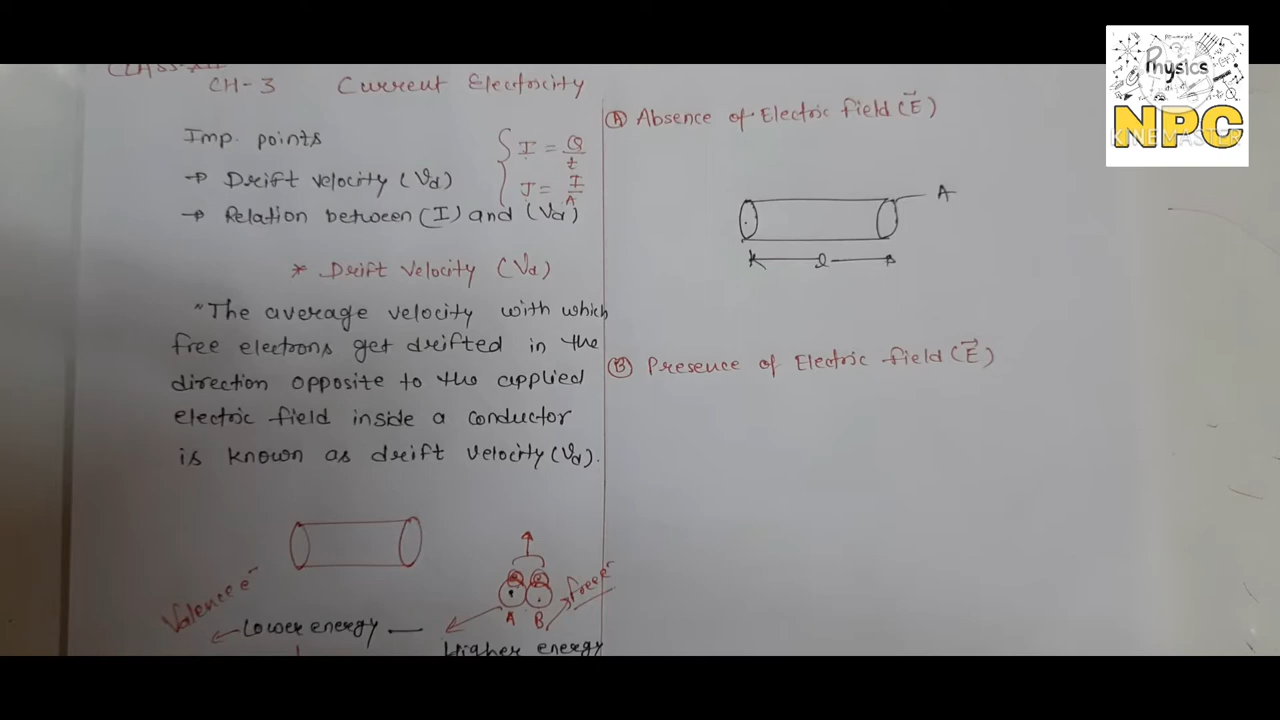 CLASS-XII
CH-3 Current Electricity
Imp. points
→ Drift velocity (Vd)
→ Relation between (I) and (Vd)
I = Q/t
J = I/A
* Drift Velocity (Vd)
"The average velocity with which
free electrons get drifted in the
direction opposite to the applied
electric field inside a conductor
is known as drift velocity (Vd).
Valence e⁻
Lower energy
A B
Free e⁻
Higher energy
(A) Absence of Electric field (E⃗)
A
l
(B) Presence of Electric field (E⃗)
Physics
NPC
KINEMASTER